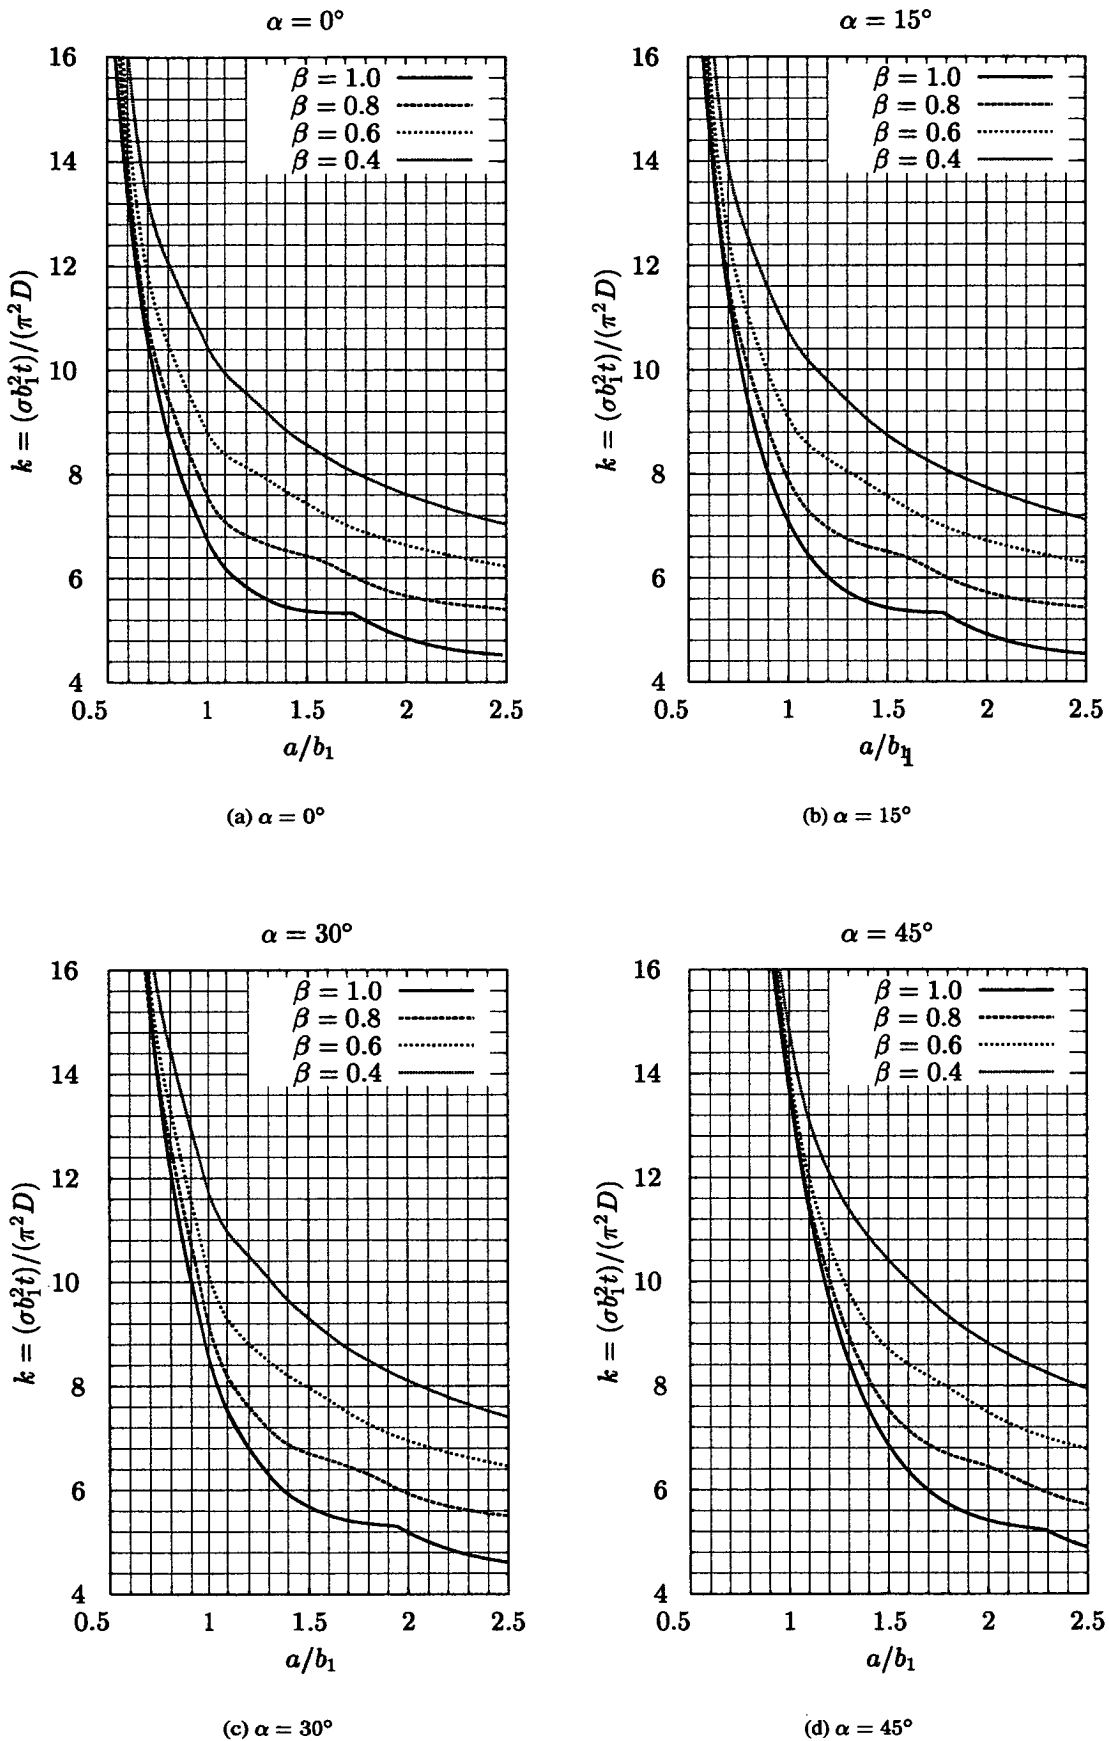 α = 0°
16
14
12
10
8
6
4
k = (σb₁²t)/(π²D)
β = 1.0
β = 0.8
β = 0.6
β = 0.4
0.5 1 1.5 2 2.5
a/b₁
(a) α = 0°
α = 15°
16
14
12
10
8
6
4
k = (σb₁²t)/(π²D)
β = 1.0
β = 0.8
β = 0.6
β = 0.4
0.5 1 1.5 2 2.5
a/b₁
(b) α = 15°
α = 30°
16
14
12
10
8
6
4
k = (σb₁²t)/(π²D)
β = 1.0
β = 0.8
β = 0.6
β = 0.4
0.5 1 1.5 2 2.5
a/b₁
(c) α = 30°
α = 45°
16
14
12
10
8
6
4
k = (σb₁²t)/(π²D)
β = 1.0
β = 0.8
β = 0.6
β = 0.4
0.5 1 1.5 2 2.5
a/b₁
(d) α = 45°